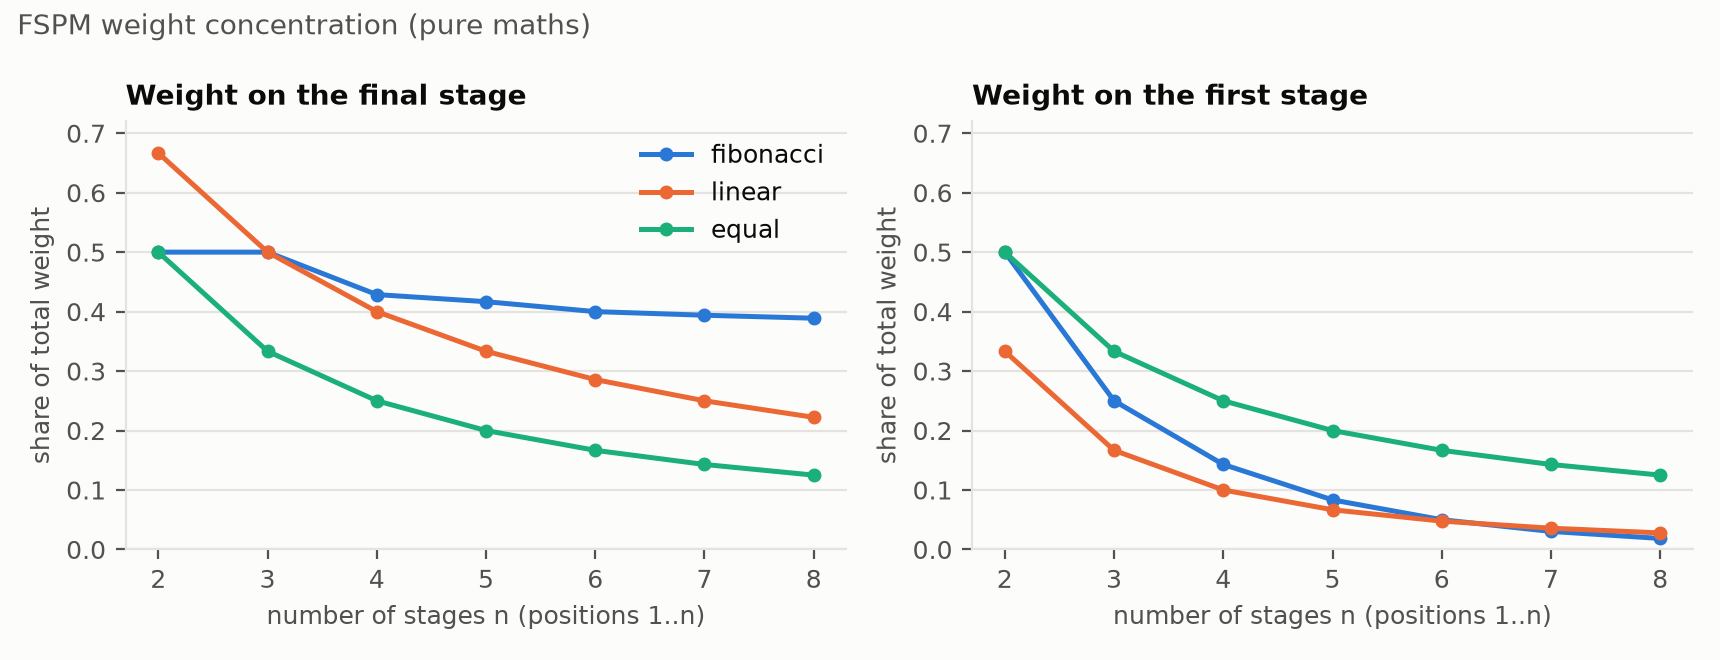 FSPM weight concentration (pure maths)
Weight on the final stage
share of total weight
0.7
0.6
0.5
0.4
0.3
0.2
0.1
0.0
fibonacci
linear
equal
2 3 4 5 6 7 8
number of stages n (positions 1..n)
Weight on the first stage
share of total weight
0.7
0.6
0.5
0.4
0.3
0.2
0.1
0.0
2 3 4 5 6 7 8
number of stages n (positions 1..n)